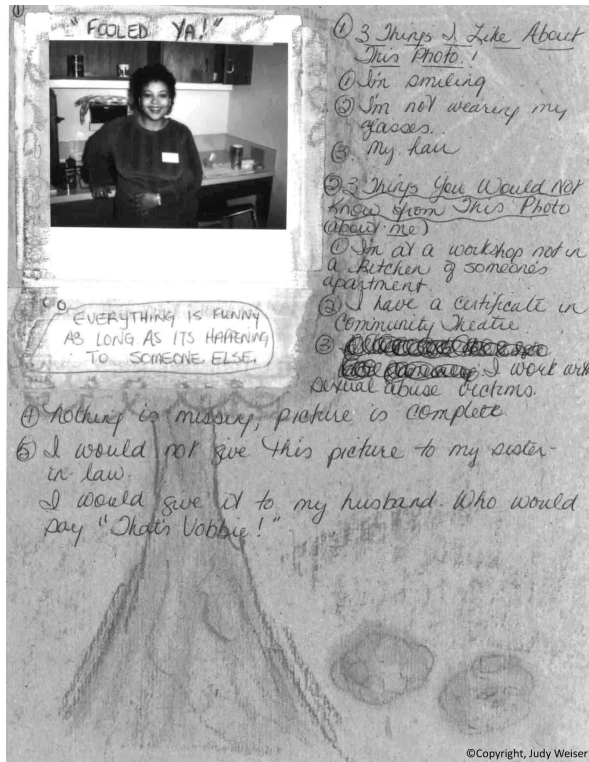 ①
"FOOLED YA!"
EVERYTHING IS FUNNY
AS LONG AS ITS HAPPENING
TO SOMEONE ELSE.
① 3 Things I Like About
This Photo!
① I'm smiling
② I'm not wearing my
glasses..
③ my hair
② 3 Things You Would Not
Know from This Photo
(about me)
① I'm at a workshop not in
a kitchen of someone's
apartment.
② I have a certificate in
Community Theatre
③
I work with
sexual abuse victims.
④ nothing is missing, picture is complete
⑤ I would not give this picture to my sister-
in-law.
I would give it to my husband. Who would
say "That's Vobbie!"
©Copyright, Judy Weiser